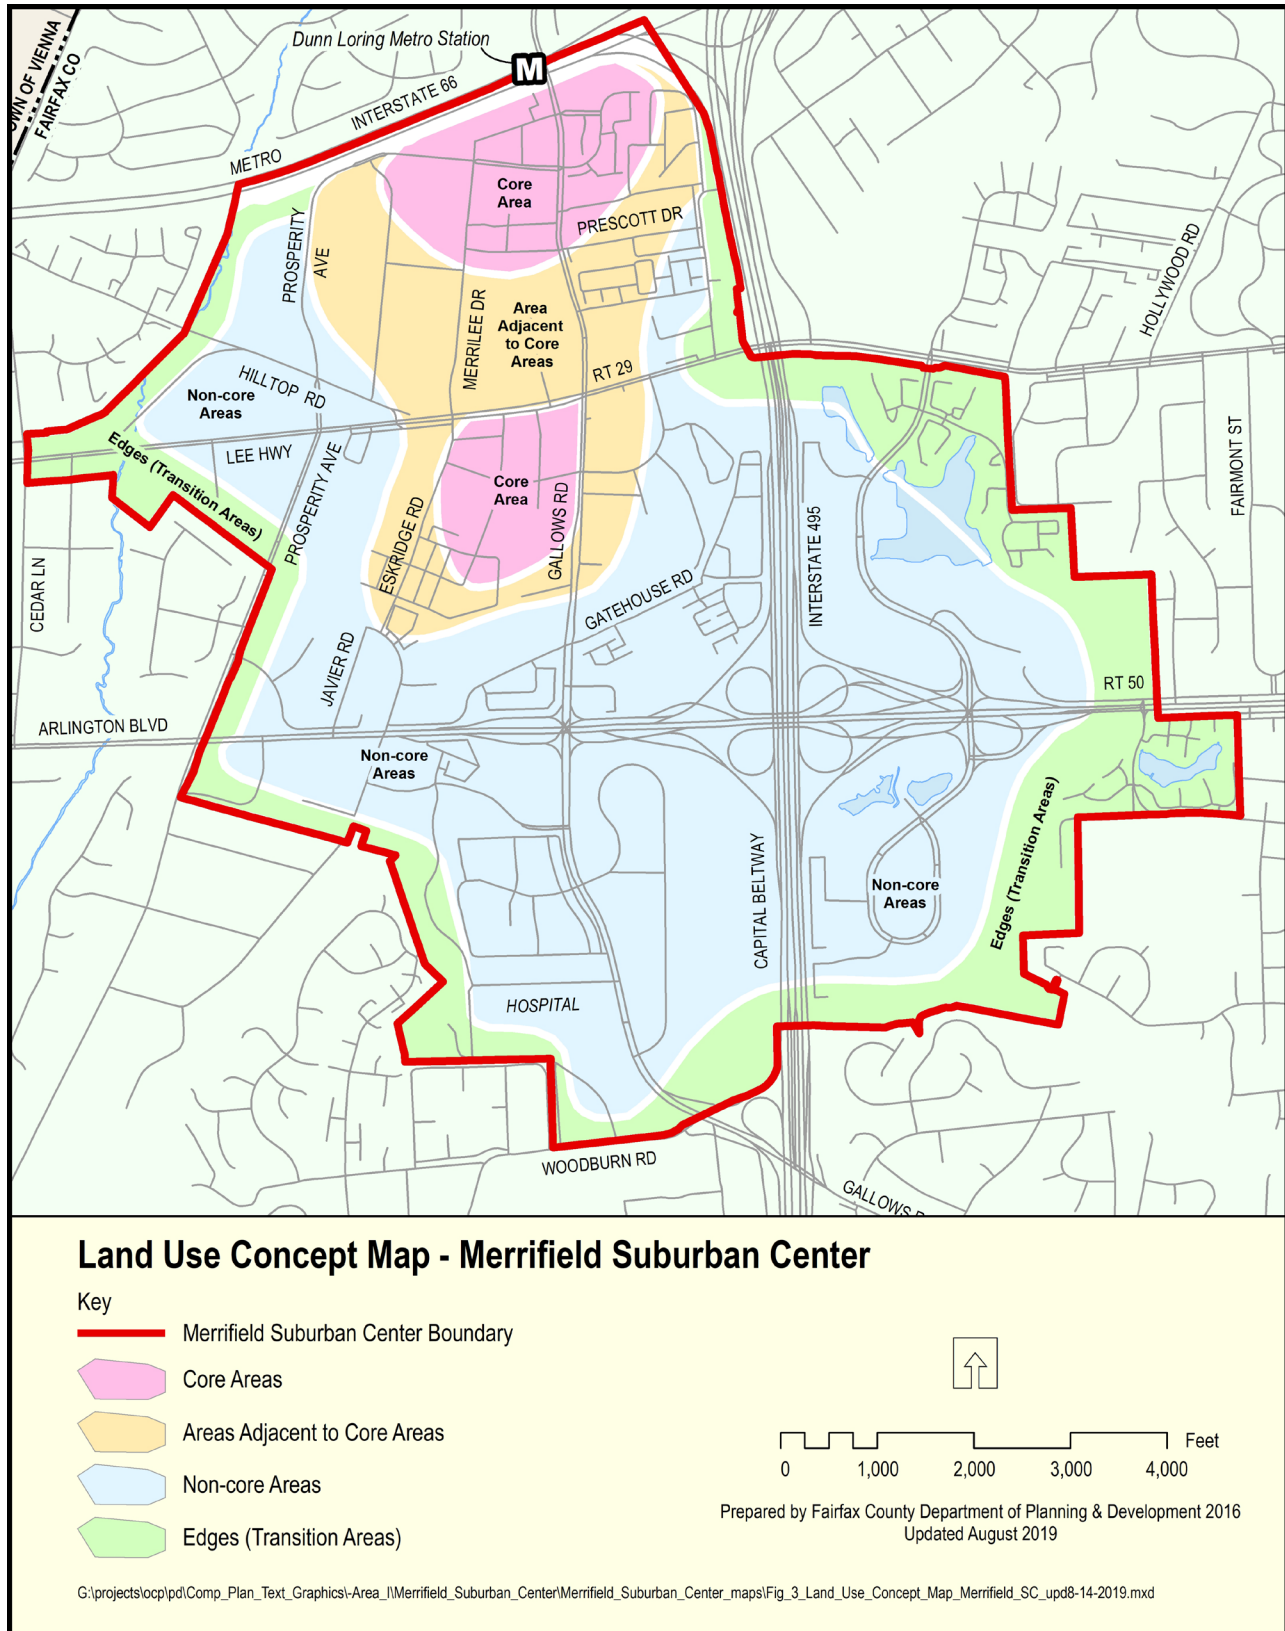 OWN OF VIENNA
FAIRFAX CO
Dunn Loring Metro Station
M
INTERSTATE 66
METRO
Core
Area
PRESCOTT DR
PROSPERITY
AVE
HOLLYWOOD RD
MERRILEE DR
Area
Adjacent
to Core
Areas
RT 29
HILLTOP RD
Non-core
Areas
LEE HWY
Edges (Transition Areas)
PROSPERITY AVE
Core
Area
FAIRMONT ST
ESKRIDGE RD
GALLOWS RD
INTERSTATE 495
CEDAR LN
GATEHOUSE RD
JAVIER RD
RT 50
ARLINGTON BLVD
Non-core
Areas
Edges (Transition Areas)
CAPITAL BELTWAY
Non-core
Areas
HOSPITAL
WOODBURN RD
GALLOWS
Land Use Concept Map - Merrifield Suburban Center
Key
Merrifield Suburban Center Boundary
Core Areas
Areas Adjacent to Core Areas
Non-core Areas
Edges (Transition Areas)
Feet
0 1,000 2,000 3,000 4,000
Prepared by Fairfax County Department of Planning & Development 2016
Updated August 2019
G:\projects\ocp\pd\Comp_Plan_Text_Graphics\-Area_I\Merrifield_Suburban_Center\Merrifield_Suburban_Center_maps\Fig_3_Land_Use_Concept_Map_Merrifield_SC_upd8-14-2019.mxd